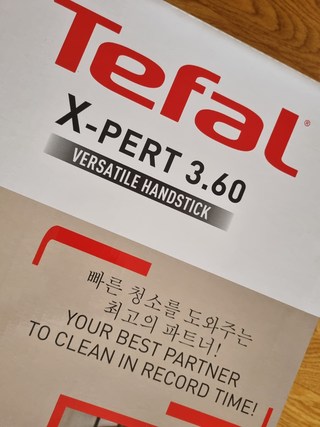 Tefal®
X-PERT 3.60
VERSATILE HANDSTICK
빠른 청소를 도와주는
최고의 파트너!
YOUR BEST PARTNER
TO CLEAN IN RECORD TIME!